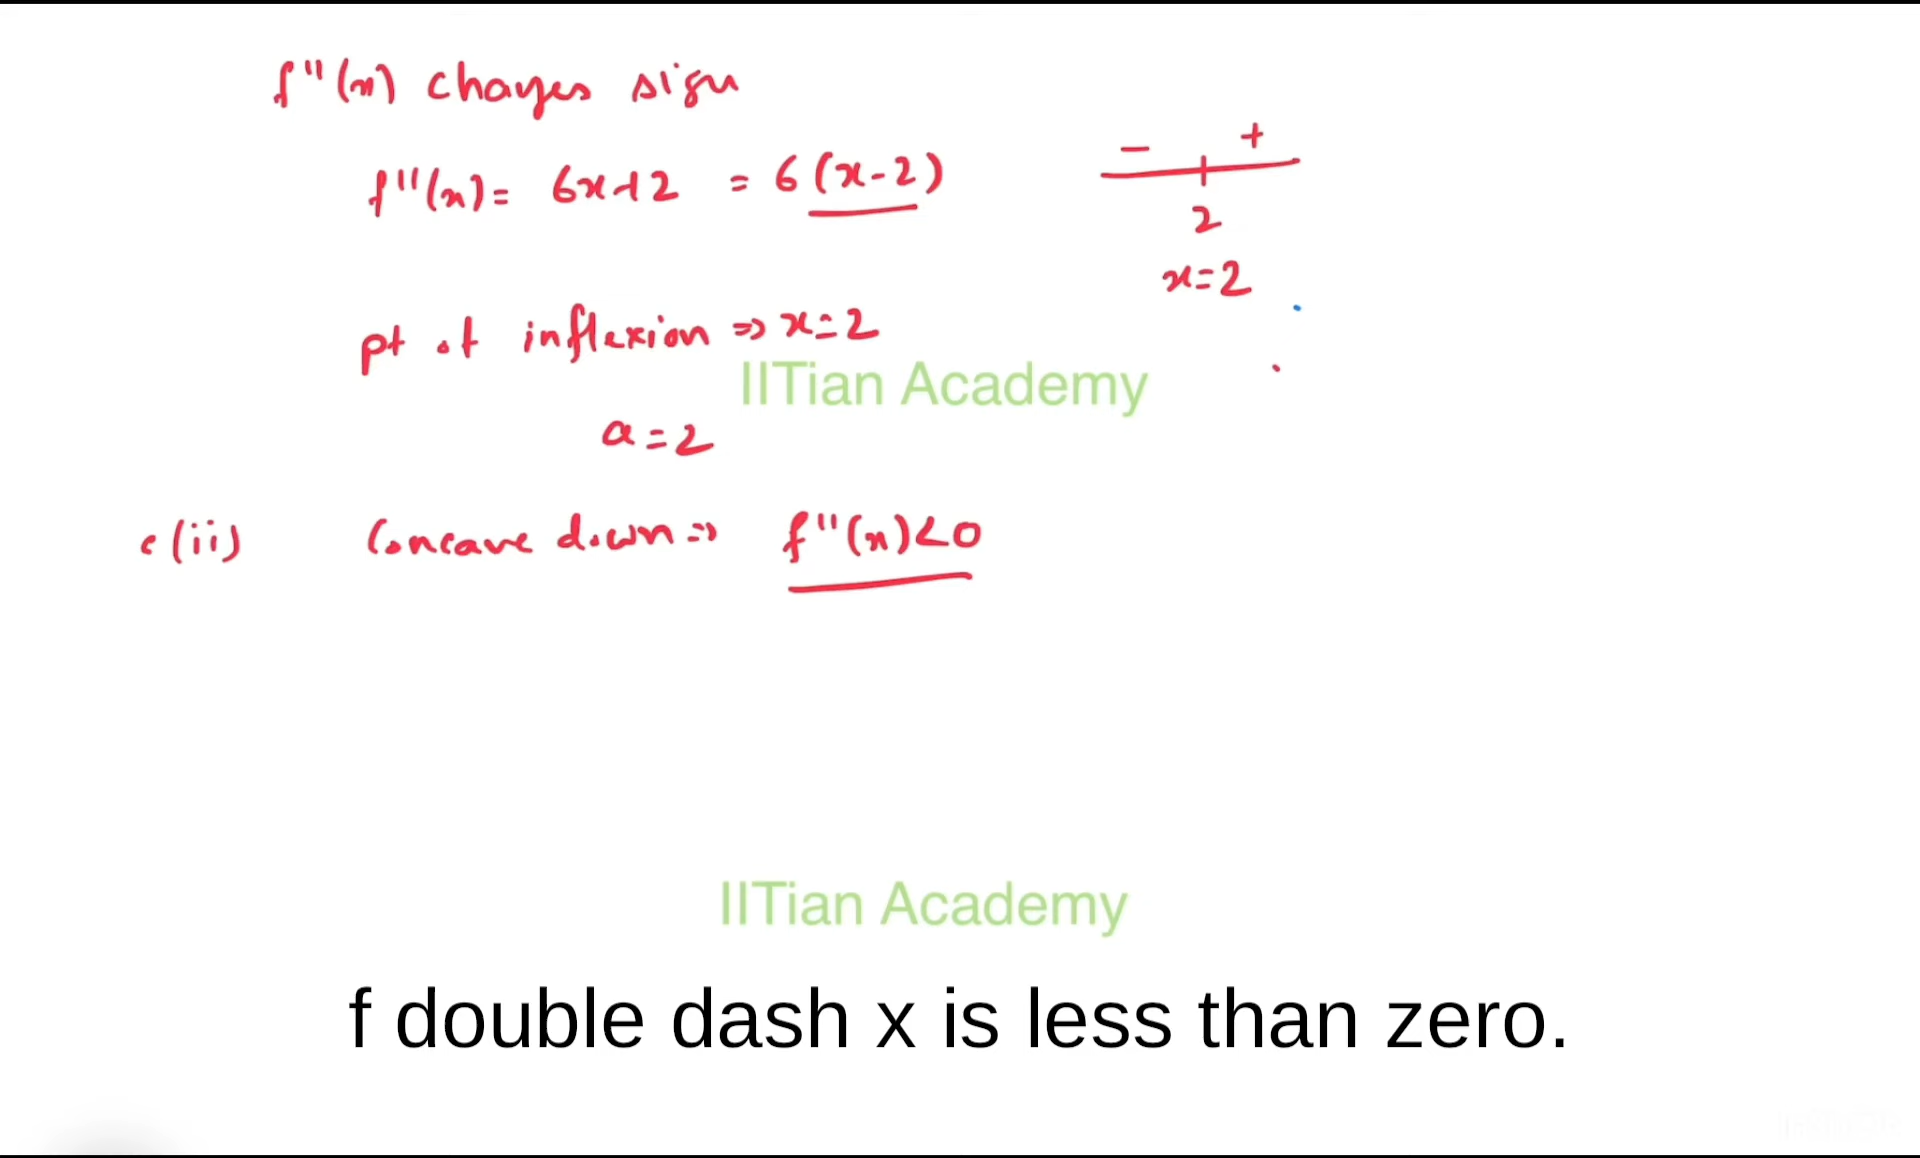 f''(x) changes sign
- +
f''(x) = 6x-12 = 6(x-2)
2
x=2
pt of inflexion ⇒ x=2
IITian Academy
a=2
c(ii) Concave down ⇒ f''(x)<0
IITian Academy
f double dash x is less than zero.